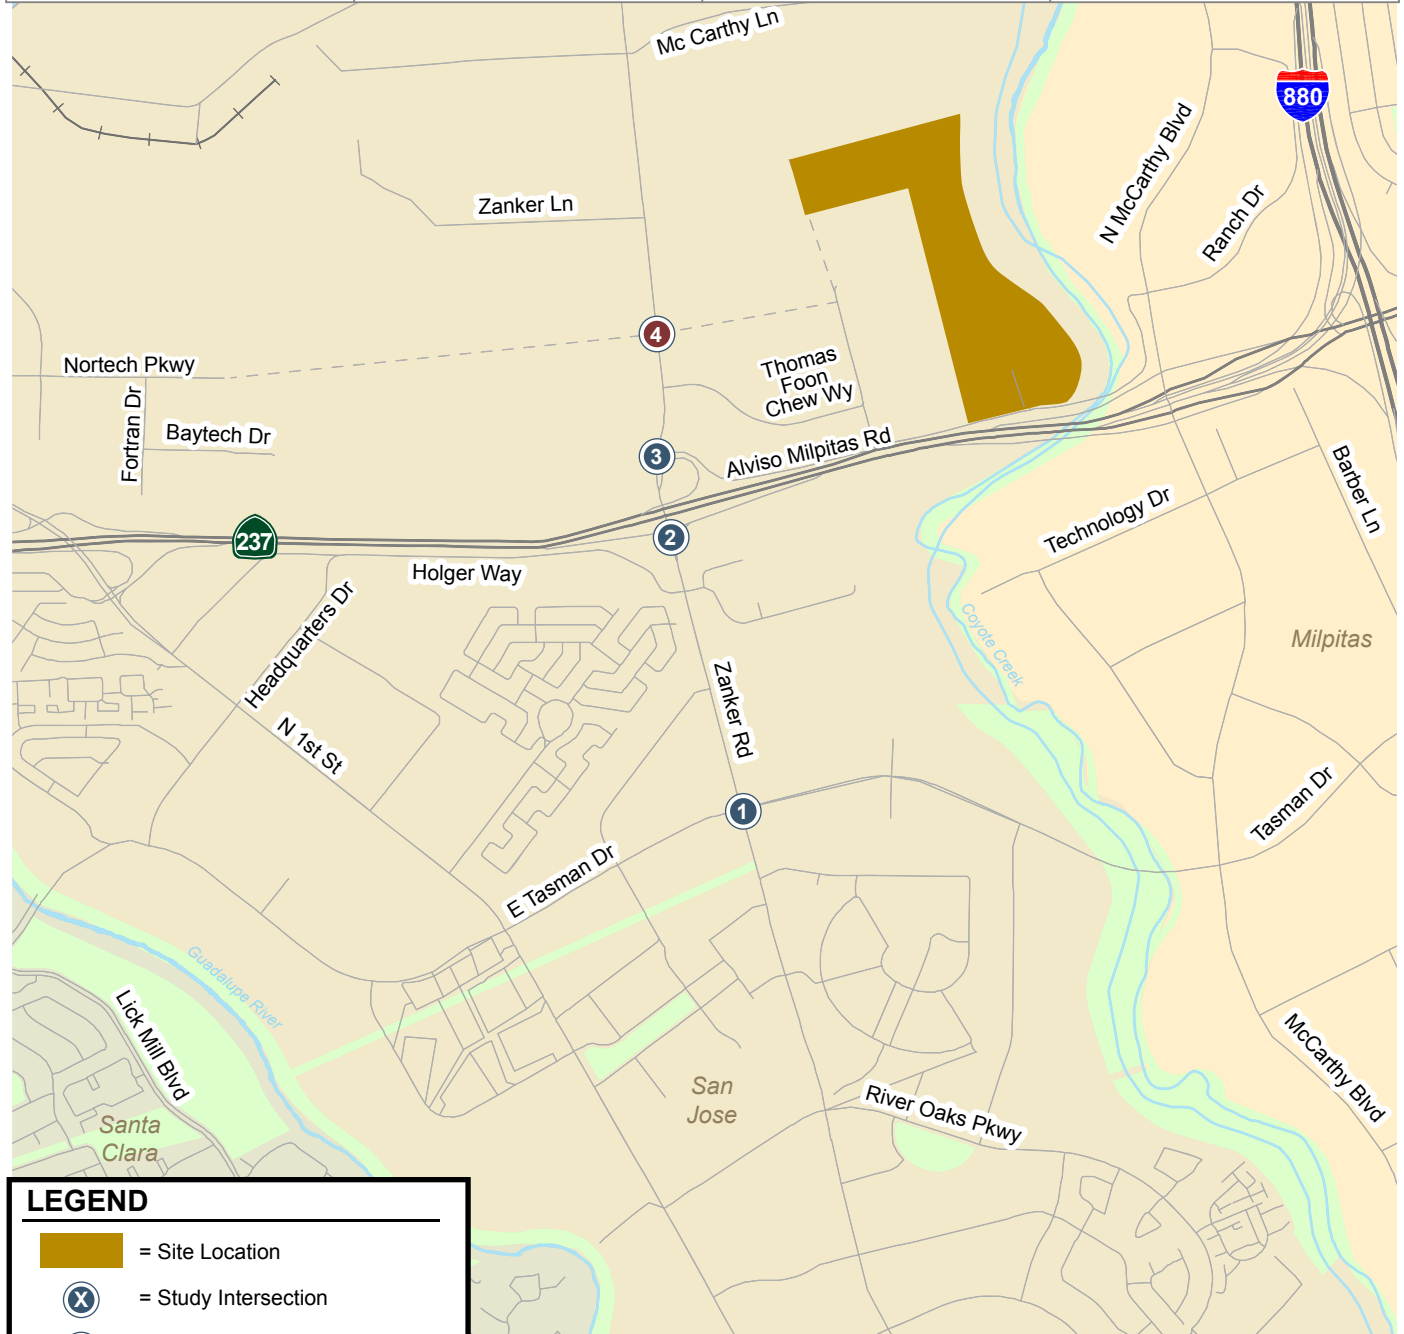 Mc Carthy Ln
880
N McCarthy Blvd
Ranch Dr
Zanker Ln
4
Nortech Pkwy
Thomas
Foon
Chew Wy
Fortran Dr
Baytech Dr
3
Alviso Milpitas Rd
Barber Ln
Technology Dr
237
2
Holger Way
Headquarters Dr
Coyote Creek
Milpitas
Zanker Rd
N 1st St
1
Tasman Dr
E Tasman Dr
Guadalupe River
Lick Mill Blvd
San
Jose
River Oaks Pkwy
McCarthy Blvd
Santa
Clara
LEGEND
= Site Location
X = Study Intersection